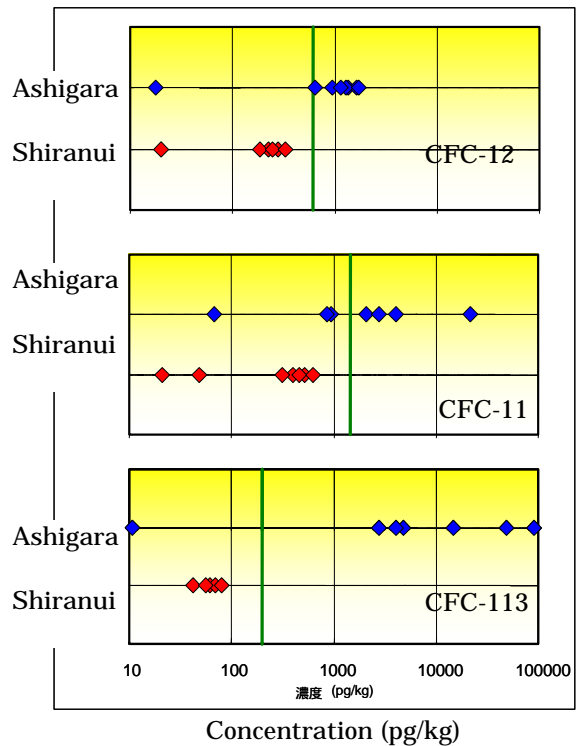 Ashigara
Shiranui
CFC-12
Ashigara
Shiranui
CFC-11
Ashigara
Shiranui
CFC-113
10 100 1000 10000 100000
濃度 (pg/kg)
Concentration (pg/kg)